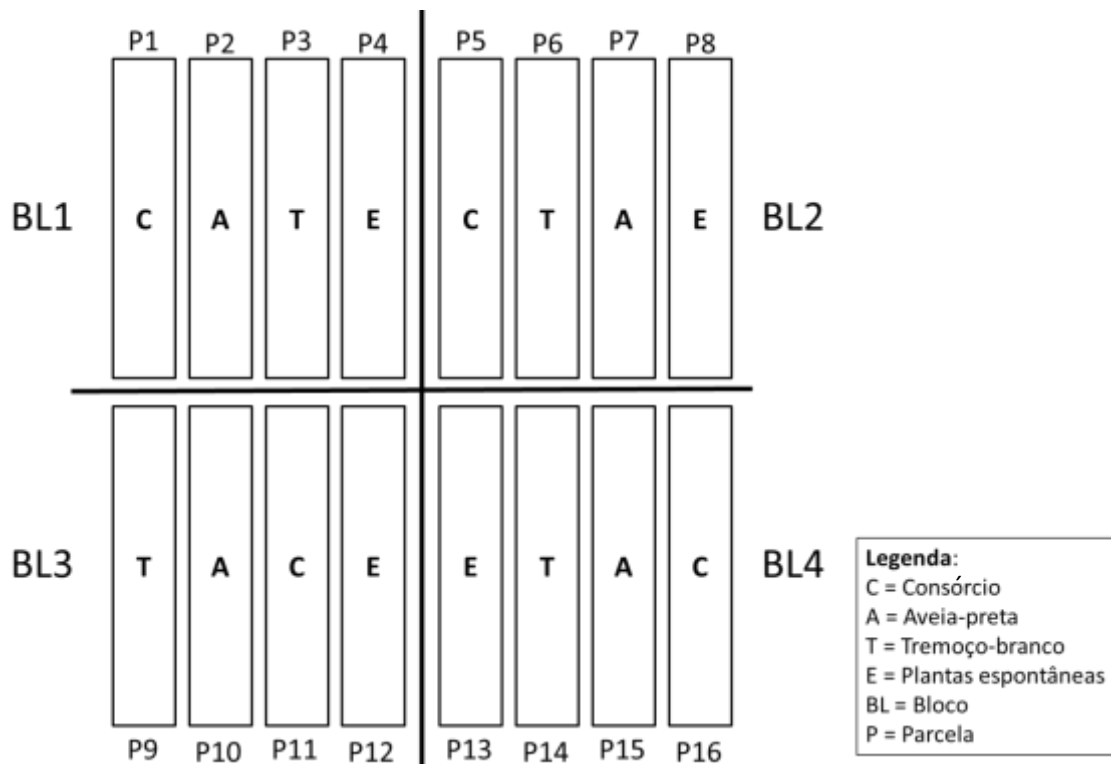 P1 P2 P3 P4 P5 P6 P7 P8
BL1 C A T E C T A E BL2
BL3 T A C E E T A C BL4
P9 P10 P11 P12 P13 P14 P15 P16
Legenda:
C = Consórcio
A = Aveia-preta
T = Tremoço-branco
E = Plantas espontâneas
BL = Bloco
P = Parcela